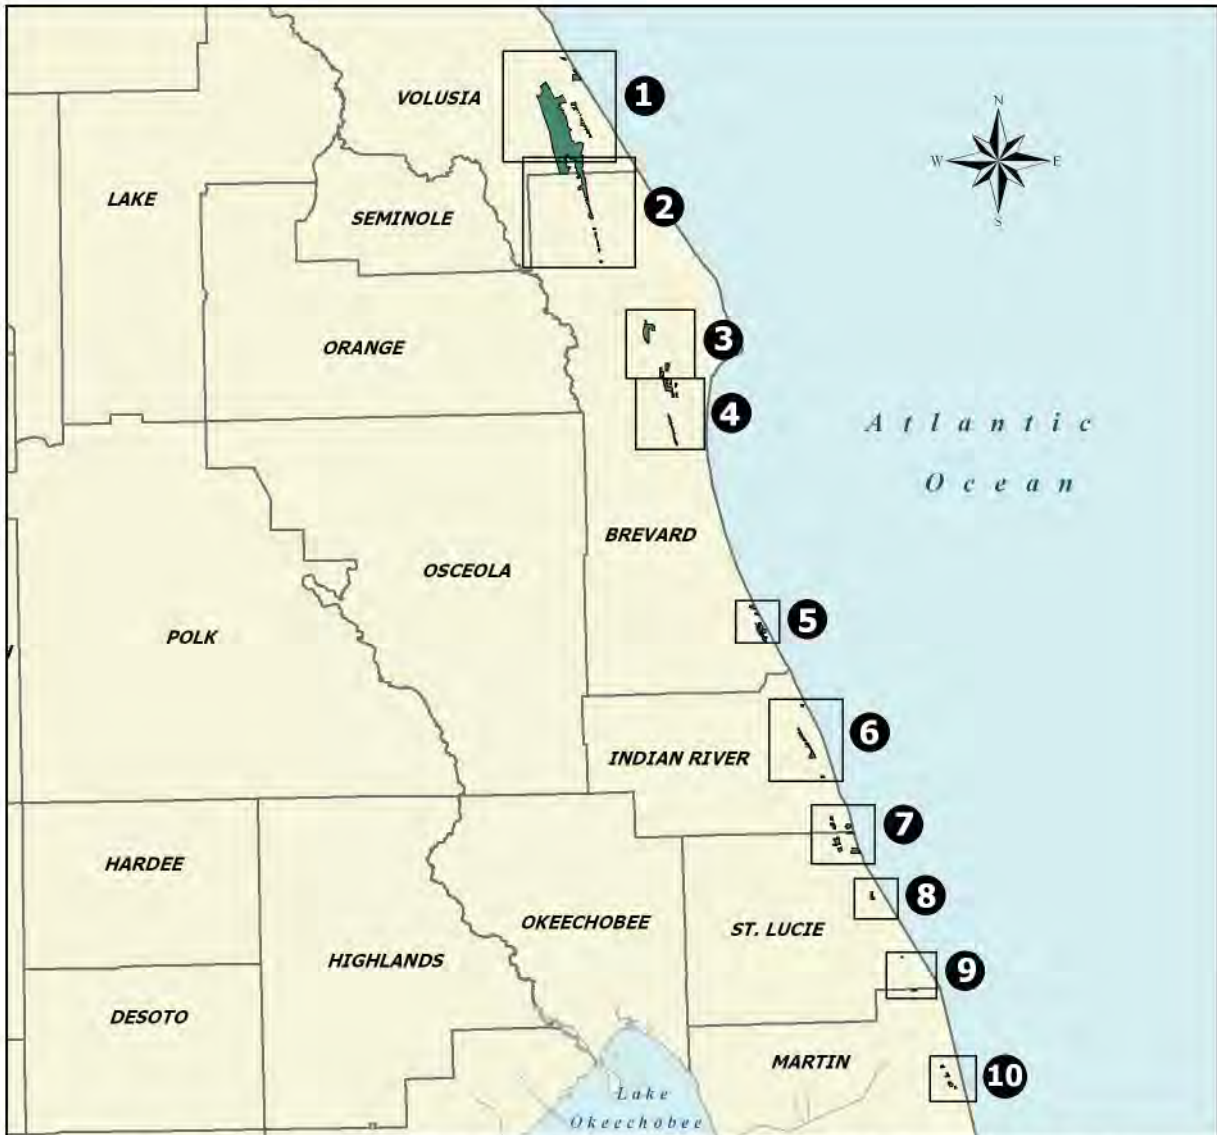 VOLUSIA
1
N
LAKE
W
E
SEMINOLE
2
S
ORANGE
3
4
Atlantic
Ocean
BREVARD
OSCEOLA
5
POLK
6
INDIAN RIVER
7
HARDEE
8
OKEECHOBEE
ST. LUCIE
HIGHLANDS
9
DESOTO
MARTIN
10
Lake
Okeechobee